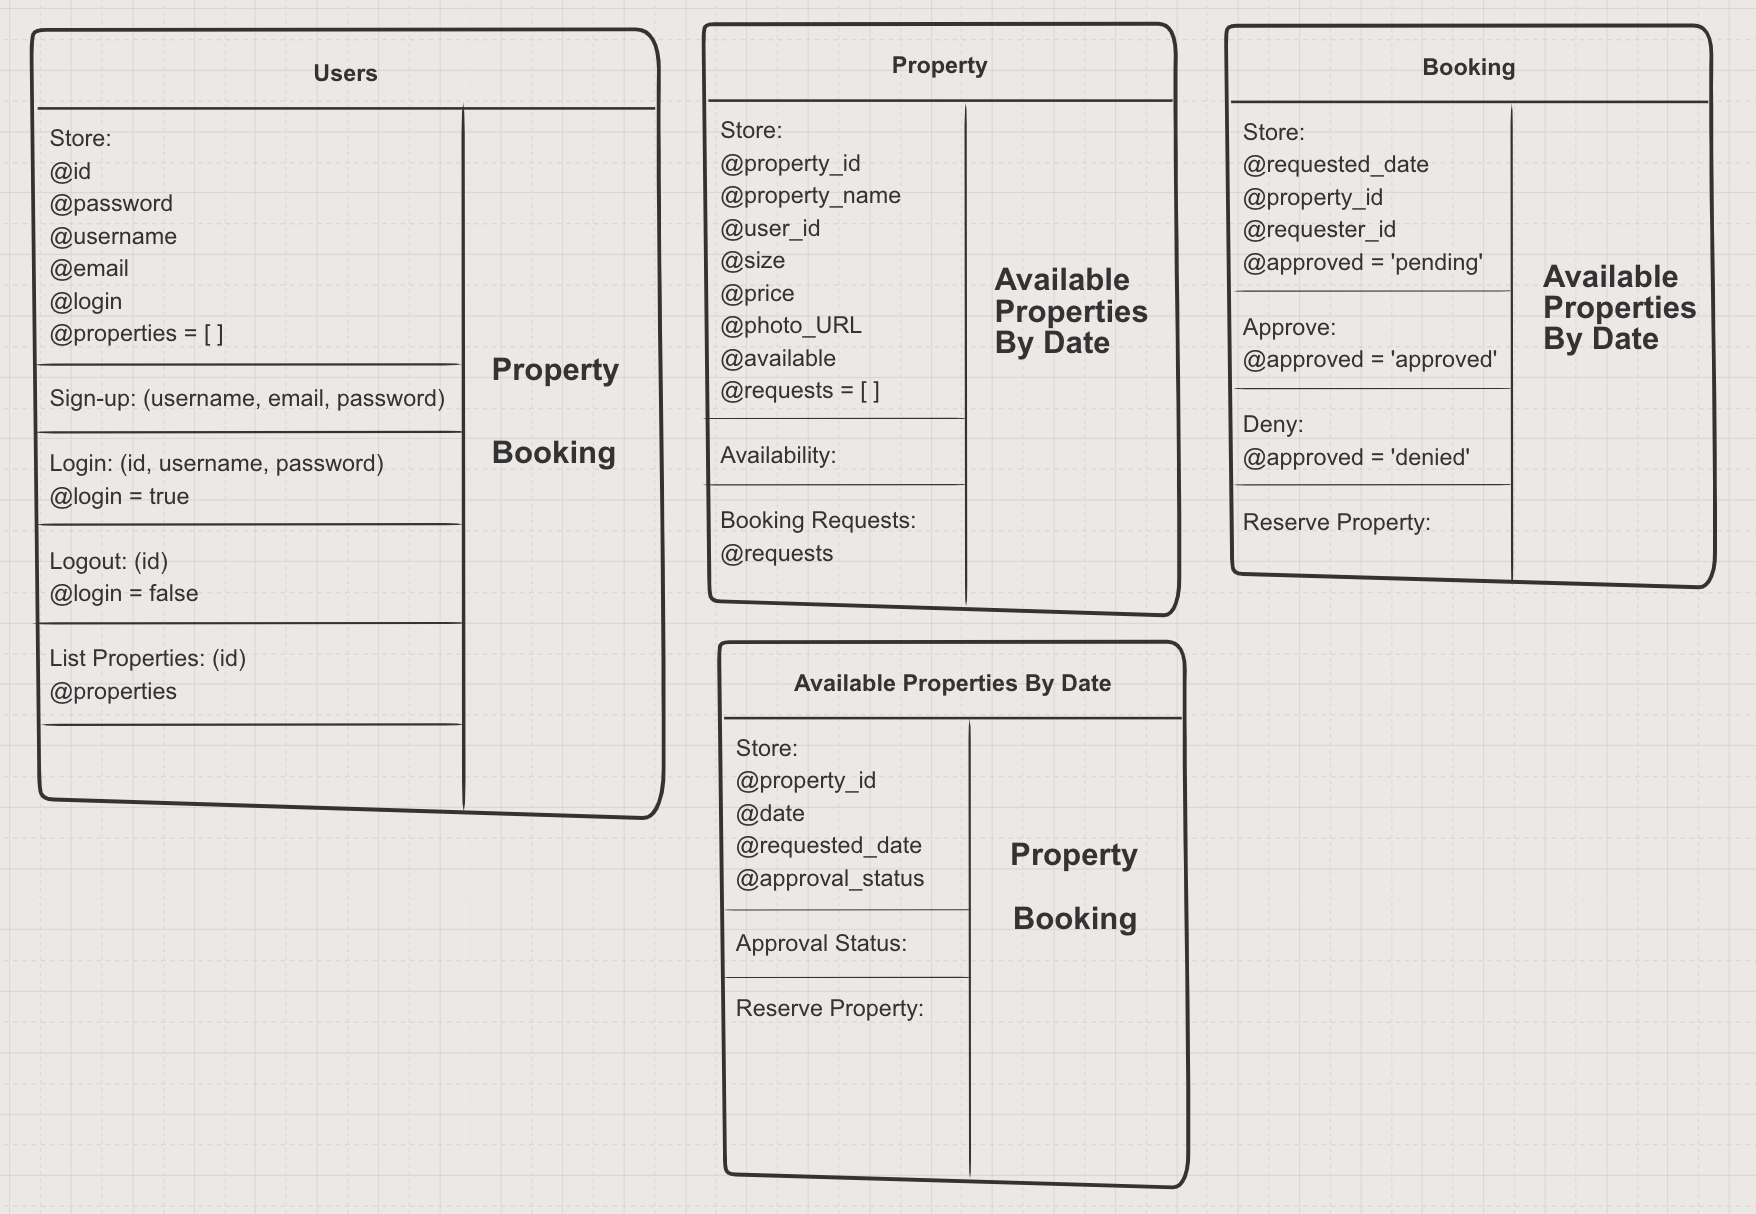 Users
Store:
@id
@password
@username
@email
@login
@properties = [ ]
Sign-up: (username, email, password)
Login: (id, username, password)
@login = true
Logout: (id)
@login = false
List Properties: (id)
@properties
Property
Booking
Property
Store:
@property_id
@property_name
@user_id
@size
@price
@photo_URL
@available
@requests = [ ]
Availability:
Booking Requests:
@requests
Available
Properties
By Date
Booking
Store:
@requested_date
@property_id
@requester_id
@approved = 'pending'
Approve:
@approved = 'approved'
Deny:
@approved = 'denied'
Reserve Property:
Available
Properties
By Date
Available Properties By Date
Store:
@property_id
@date
@requested_date
@approval_status
Approval Status:
Reserve Property:
Property
Booking